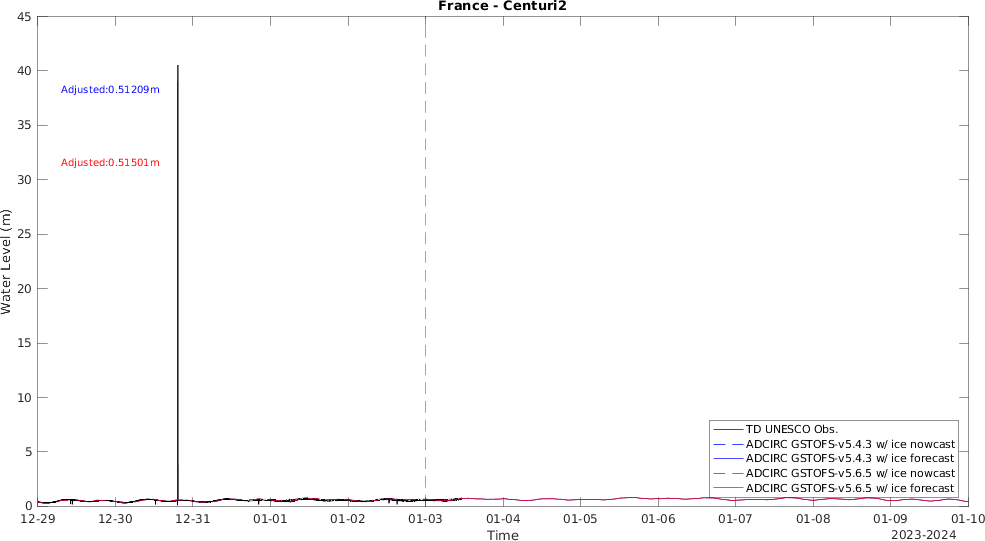 France - Centuri2
45
40
35
30
25
20
15
10
5
0
Water Level (m)
Adjusted:0.51209m
Adjusted:0.51501m
TD UNESCO Obs.
ADCIRC GSTOFS-v5.4.3 w/ ice nowcast
ADCIRC GSTOFS-v5.4.3 w/ ice forecast
ADCIRC GSTOFS-v5.6.5 w/ ice nowcast
ADCIRC GSTOFS-v5.6.5 w/ ice forecast
12-29 12-30 12-31 01-01 01-02 01-03 01-04 01-05 01-06 01-07 01-08 01-09 01-10
Time
2023-2024